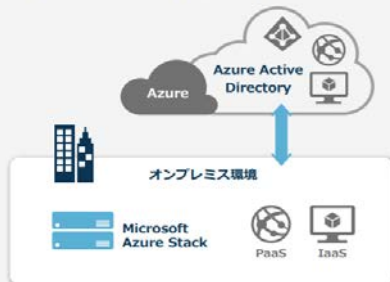 Azure Active
Directory
Azure
オンプレミス環境
Microsoft
Azure Stack
PaaS
IaaS